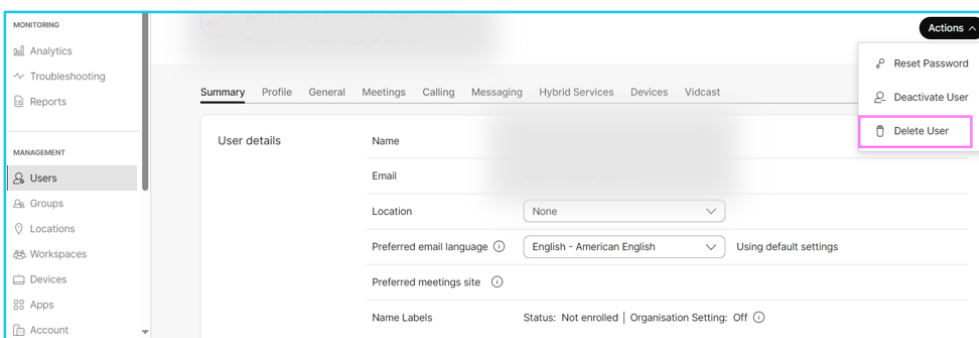 MONITORING
Analytics
Troubleshooting
Reports
MANAGEMENT
Users
Groups
Locations
Workspaces
Devices
Apps
Account
Actions
Reset Password
Deactivate User
Delete User
Summary Profile General Meetings Calling Messaging Hybrid Services Devices Vidcast
User details
Name
Email
Location None
Preferred email language English - American English Using default settings
Preferred meetings site
Name Labels Status: Not enrolled | Organisation Setting: Off